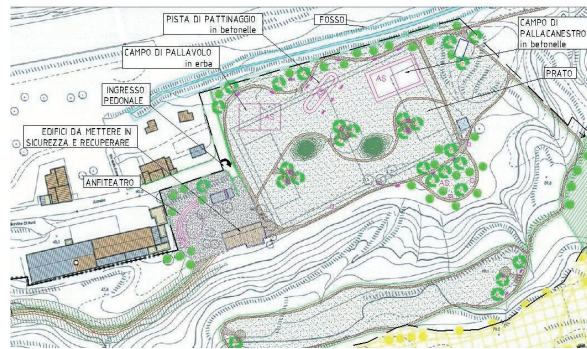 PISTA DI PATTINAGGIO
in betonelle
FOSSO
CAMPO DI
PALLACANESTRO
in betonelle
CAMPO DI PALLAVOLO
in erba
PRATO
INGRESSO
PEDONALE
EDIFICI DA METTERE IN
SICUREZZA E RECUPERARE
ANFITEATRO
AS
AS
AS